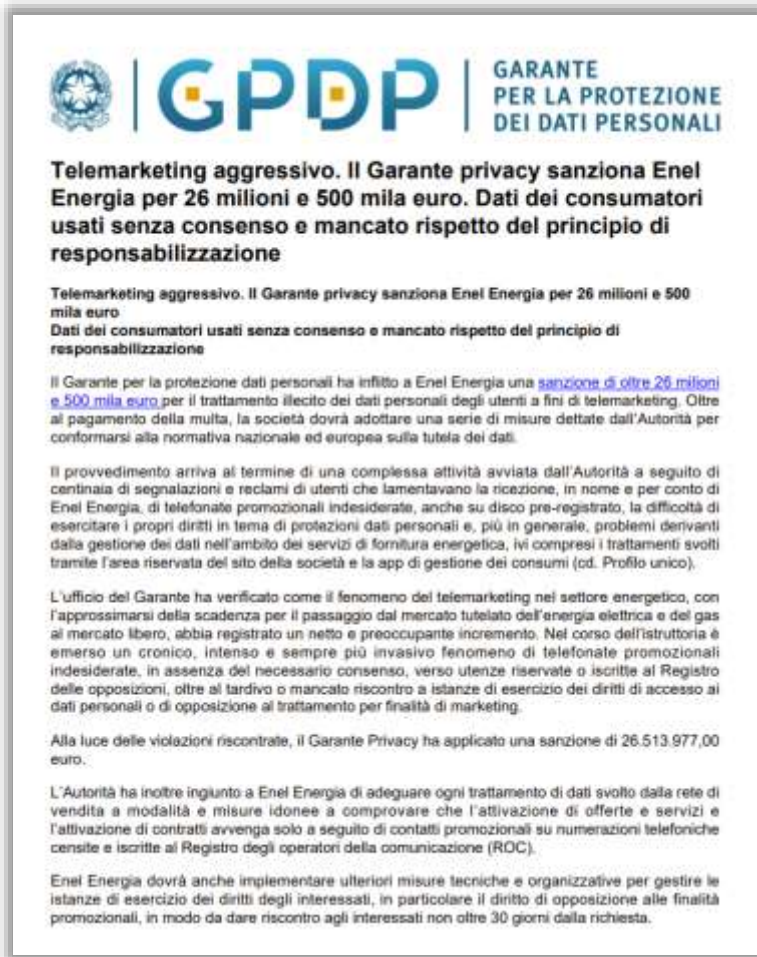 GPDP
GARANTE
PER LA PROTEZIONE
DEI DATI PERSONALI
Telemarketing aggressivo. Il Garante privacy sanziona Enel
Energia per 26 milioni e 500 mila euro. Dati dei consumatori
usati senza consenso e mancato rispetto del principio di
responsabilizzazione
Telemarketing aggressivo. Il Garante privacy sanziona Enel Energia per 26 milioni e 500
mila euro
Dati dei consumatori usati senza consenso e mancato rispetto del principio di
responsabilizzazione
Il Garante per la protezione dati personali ha inflitto a Enel Energia una sanzione di oltre 26 milioni
e 500 mila euro per il trattamento illecito dei dati personali degli utenti a fini di telemarketing. Oltre
al pagamento della multa, la società dovrà adottare una serie di misure dettate dall'Autorità per
conformarsi alla normativa nazionale ed europea sulla tutela dei dati.
Il provvedimento arriva al termine di una complessa attività avviata dall'Autorità a seguito di
centinaia di segnalazioni e reclami di utenti che lamentavano la ricezione, in nome e per conto di
Enel Energia, di telefonate promozionali indesiderate, anche su disco pre-registrato, la difficoltà di
esercitare i propri diritti in tema di protezioni dati personali e, più in generale, problemi derivanti
dalla gestione dei dati nell'ambito dei servizi di fornitura energetica, ivi compresi i trattamenti svolti
tramite l'area riservata del sito della società e la app di gestione dei consumi (cd. Profilo unico).
L'ufficio del Garante ha verificato come il fenomeno del telemarketing nel settore energetico, con
l'approssimarsi della scadenza per il passaggio dal mercato tutelato dell'energia elettrica e del gas
al mercato libero, abbia registrato un netto e preoccupante incremento. Nel corso dell'istruttoria è
emerso un cronico, intenso e sempre più invasivo fenomeno di telefonate promozionali
indesiderate, in assenza del necessario consenso, verso utenze riservate o iscritte al Registro
delle opposizioni, oltre al tardivo o mancato riscontro a istanze di esercizio dei diritti di accesso ai
dati personali o di opposizione al trattamento per finalità di marketing.
Alla luce delle violazioni riscontrate, il Garante Privacy ha applicato una sanzione di 26.513.977,00
euro.
L'Autorità ha inoltre ingiunto a Enel Energia di adeguare ogni trattamento di dati svolto dalla rete di
vendita a modalità e misure idonee a comprovare che l'attivazione di offerte e servizi e
l'attivazione di contratti avvenga solo a seguito di contatti promozionali su numerazioni telefoniche
censite e iscritte al Registro degli operatori della comunicazione (ROC).
Enel Energia dovrà anche implementare ulteriori misure tecniche e organizzative per gestire le
istanze di esercizio dei diritti degli interessati, in particolare il diritto di opposizione alle finalità
promozionali, in modo da dare riscontro agli interessati non oltre 30 giorni dalla richiesta.